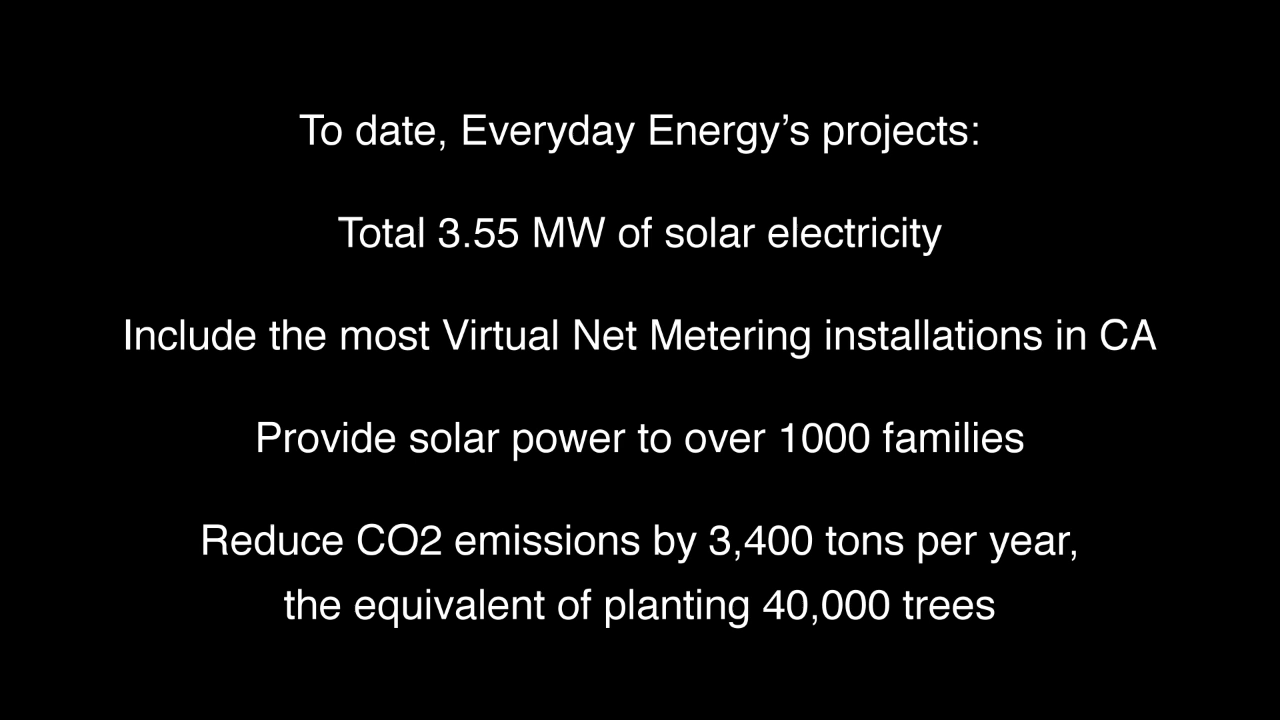 To date, Everyday Energy’s projects:
Total 3.55 MW of solar electricity
Include the most Virtual Net Metering installations in CA
Provide solar power to over 1000 families
Reduce CO2 emissions by 3,400 tons per year,
the equivalent of planting 40,000 trees